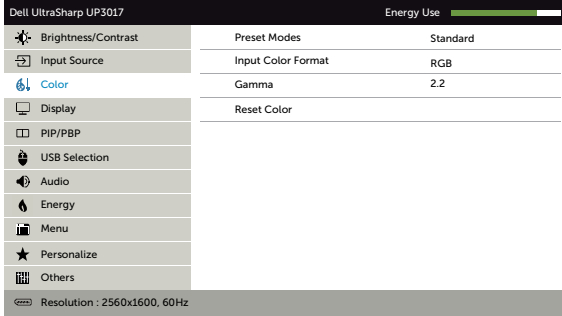 Dell UltraSharp UP3017 Energy Use
Brightness/Contrast Preset Modes Standard
Input Source Input Color Format RGB
Color Gamma 2.2
Display Reset Color
PIP/PBP
USB Selection
Audio
Energy
Menu
Personalize
Others
Resolution : 2560x1600, 60Hz